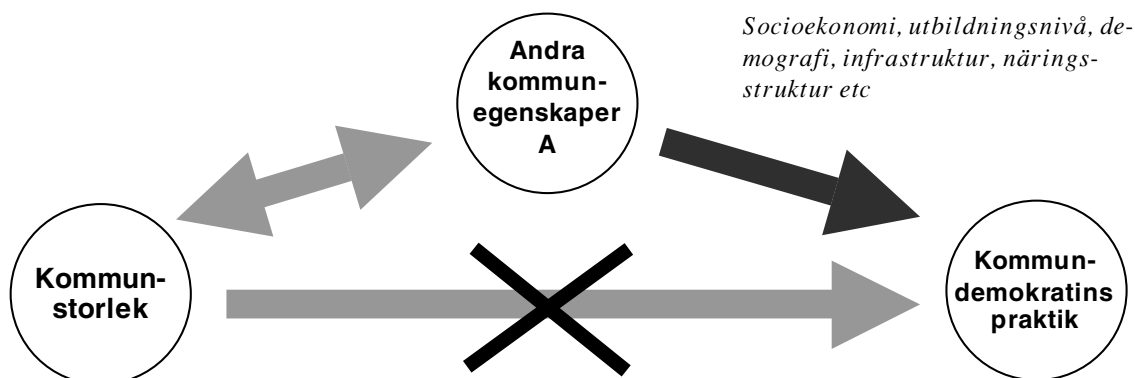 Andra
kommun-
egenskaper
A
Socioekonomi, utbildningsnivå, de-
mografi, infrastruktur, närings-
struktur etc
Kommun-
storlek
Kommun-
demokratins
praktik